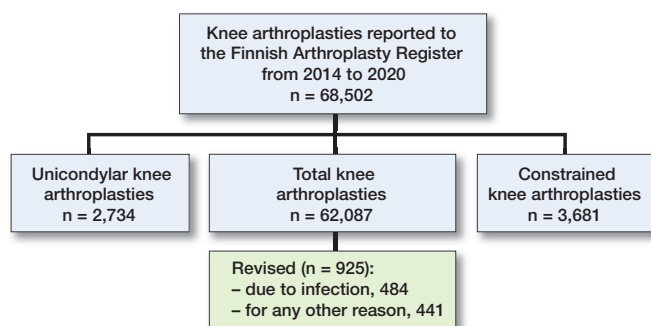 Knee arthroplasties reported to
the Finnish Arthroplasty Register
from 2014 to 2020
n = 68,502
Unicondylar knee
arthroplasties
n = 2,734
Total knee
arthroplasties
n = 62,087
Constrained
knee arthroplasties
n = 3,681
Revised (n = 925):
– due to infection, 484
– for any other reason, 441